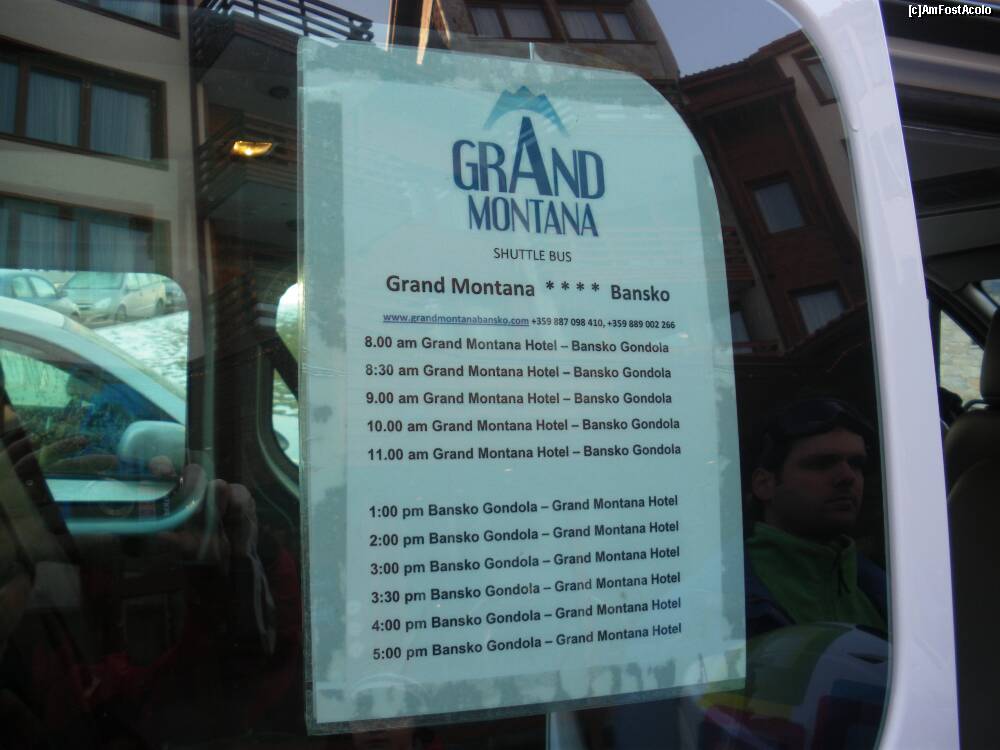 [c]AmFostAcolo
GRAND
MONTANA
SHUTTLE BUS
Grand Montana **** Bansko
www.grandmontanabansko.com +359 887 098 410, +359 889 002 266
8.00 am Grand Montana Hotel – Bansko Gondola
8:30 am Grand Montana Hotel – Bansko Gondola
9.00 am Grand Montana Hotel – Bansko Gondola
10.00 am Grand Montana Hotel – Bansko Gondola
11.00 am Grand Montana Hotel – Bansko Gondola
1:00 pm Bansko Gondola – Grand Montana Hotel
2:00 pm Bansko Gondola – Grand Montana Hotel
3:00 pm Bansko Gondola – Grand Montana Hotel
3:30 pm Bansko Gondola – Grand Montana Hotel
4:00 pm Bansko Gondola – Grand Montana Hotel
5:00 pm Bansko Gondola – Grand Montana Hotel